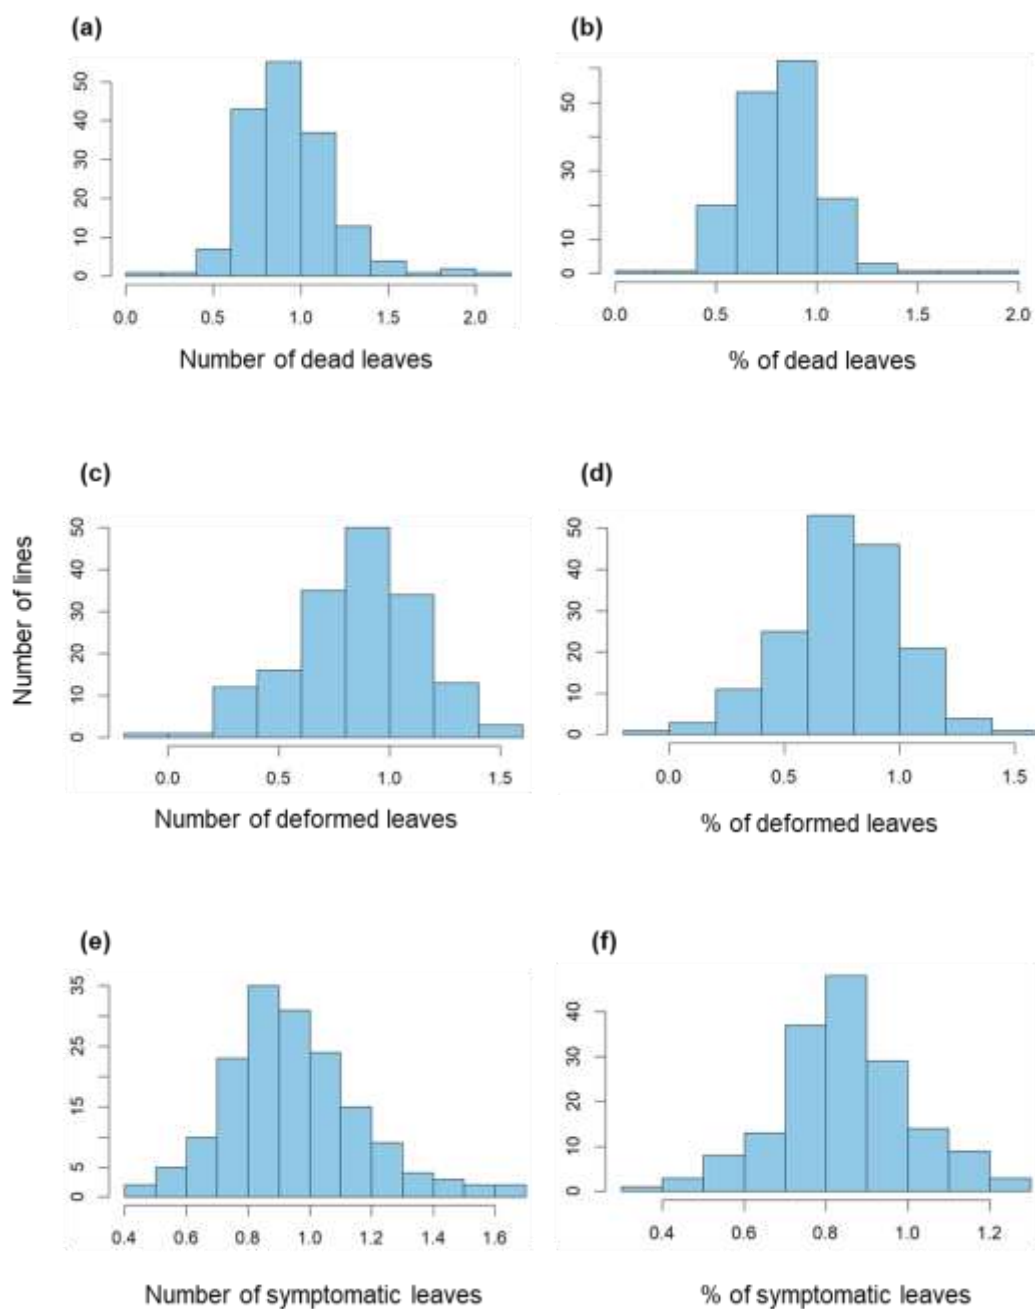 (a)
50
40
30
20
10
0
0.0 0.5 1.0 1.5 2.0
Number of dead leaves
(b)
50
30
10
0
0.0 0.5 1.0 1.5 2.0
% of dead leaves
Number of lines
(c)
50
40
30
20
10
0
0.0 0.5 1.0 1.5
Number of deformed leaves
(d)
50
40
30
20
10
0
0.0 0.5 1.0 1.5
% of deformed leaves
(e)
35
25
15
5
0
0.4 0.6 0.8 1.0 1.2 1.4 1.6
Number of symptomatic leaves
(f)
40
30
20
10
0
0.4 0.6 0.8 1.0 1.2
% of symptomatic leaves